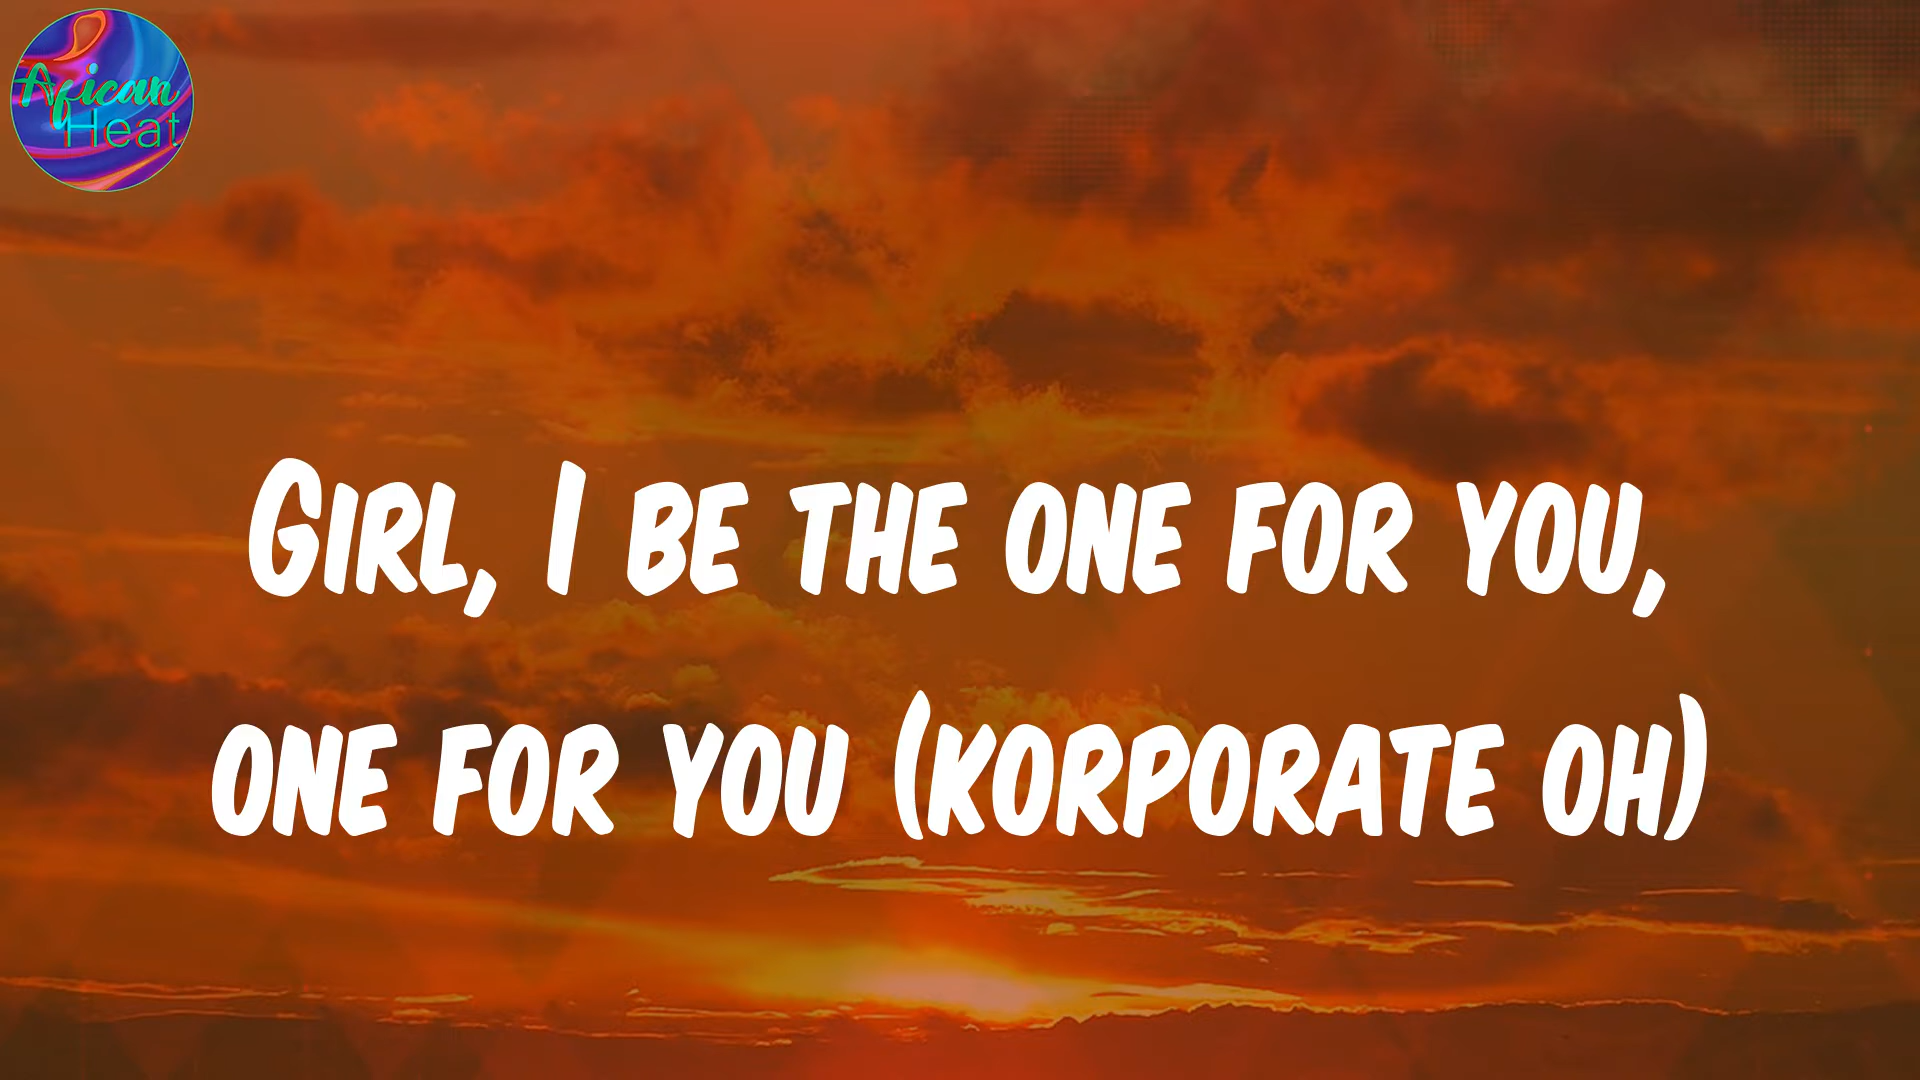 African
Heat
Girl, I be the one for you,
one for you (korporate oh)